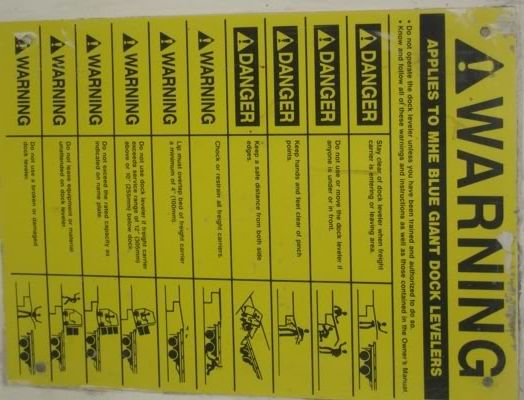 WARNING
APPLIES TO MHE BLUE GIANT DOCK LEVELERS
• Do not operate the dock leveler unless you have been trained and authorized to do so.
• Know and follow all of these warnings and instructions as well as those contained in the Owner's Manual
DANGER
Stay clear of dock leveler when freight
carrier is entering or leaving area.
DANGER
Do not use or move the dock leveler if
anyone is under or in front.
DANGER
Keep hands and feet clear of pinch
points.
DANGER
Keep a safe distance from both side
edges.
WARNING
Chock or restrain all freight carriers.
WARNING
Lip must overlap bed of freight carrier
a minimum of 4" (100mm).
WARNING
Do not use dock leveler if freight carrier
exceeds service range of 12" (305mm)
above or 10" (255mm) below dock.
WARNING
Do not exceed the rated capacity as
indicated on name plate.
WARNING
Do not leave equipment or material
unattended on dock leveler.
WARNING
Do not use a broken or damaged
dock leveler.